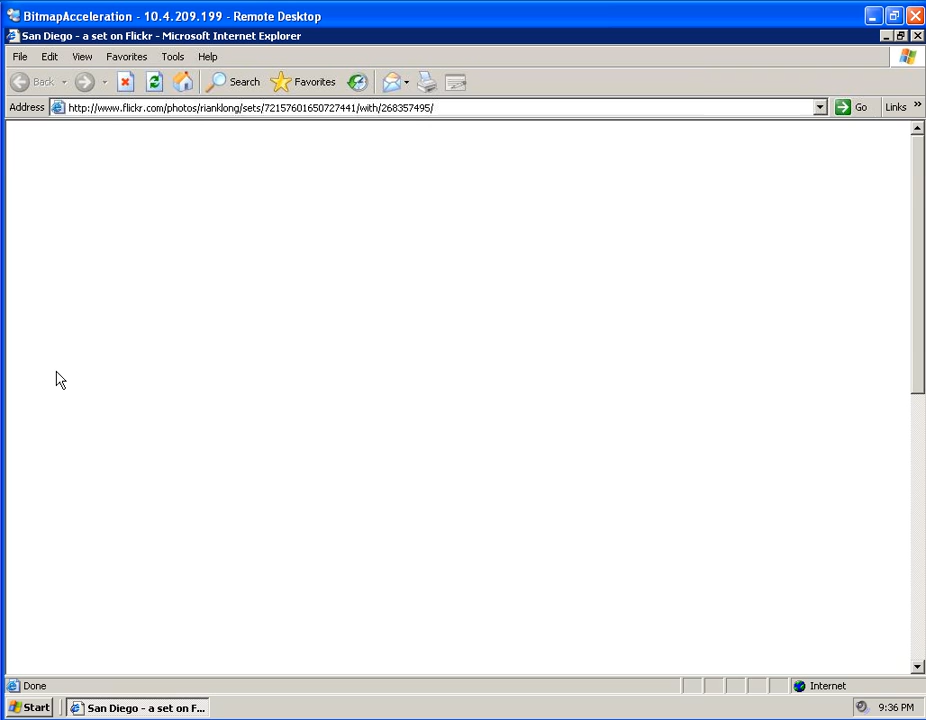 BitmapAcceleration - 10.4.209.199 - Remote Desktop
San Diego - a set on Flickr - Microsoft Internet Explorer
File Edit View Favorites Tools Help
Back Search Favorites
Address http://www.flickr.com/photos/rianklong/sets/72157601650727441/with/268357495/ Go Links »
Done Internet
Start San Diego - a set on F... 9:36 PM